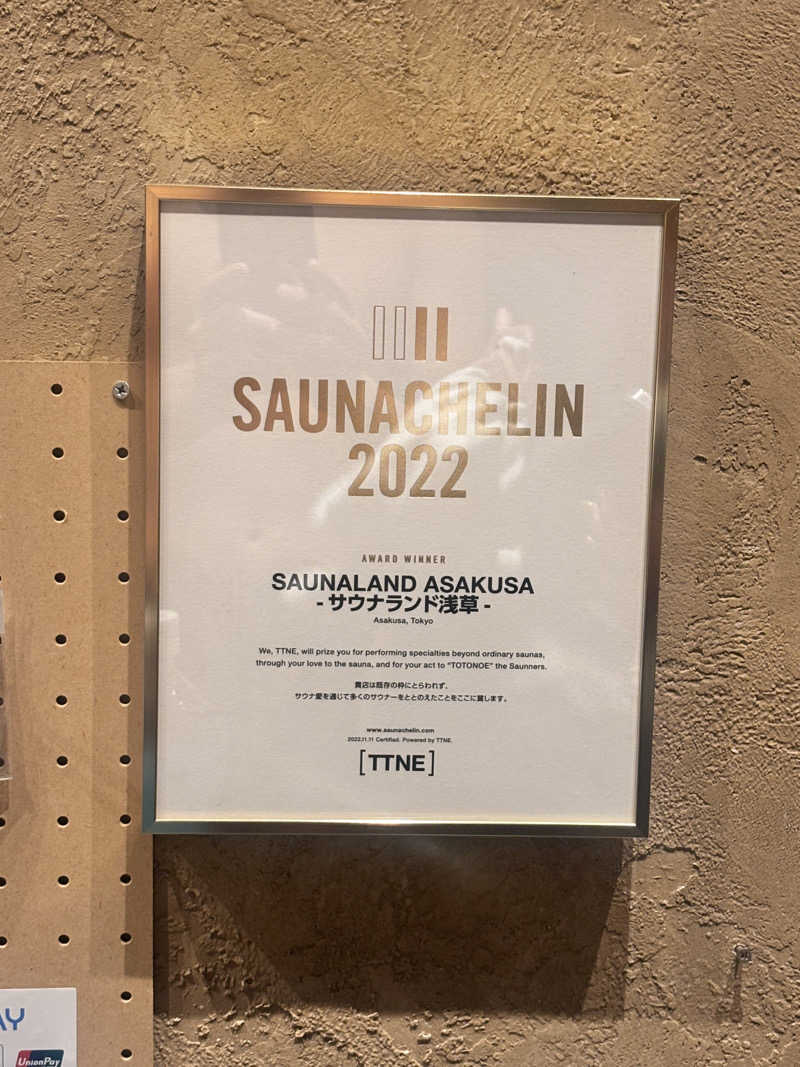 SAUNACHELIN
2022
AWARD WINNER
SAUNALAND ASAKUSA
- サウナランド浅草 -
Asakusa, Tokyo
We, TTNE, will prize you for performing specialties beyond ordinary saunas,
through your love to the sauna, and for your act to "TOTONOE" the Saunners.
貴店は既存の枠にとらわれず、
サウナ愛を通じて多くのサウナーをととのえたことをここに賞します。
www.saunachelin.com
2022.11.11 Certified. Powered by TTNE.
[TTNE]
AY
UnionPay